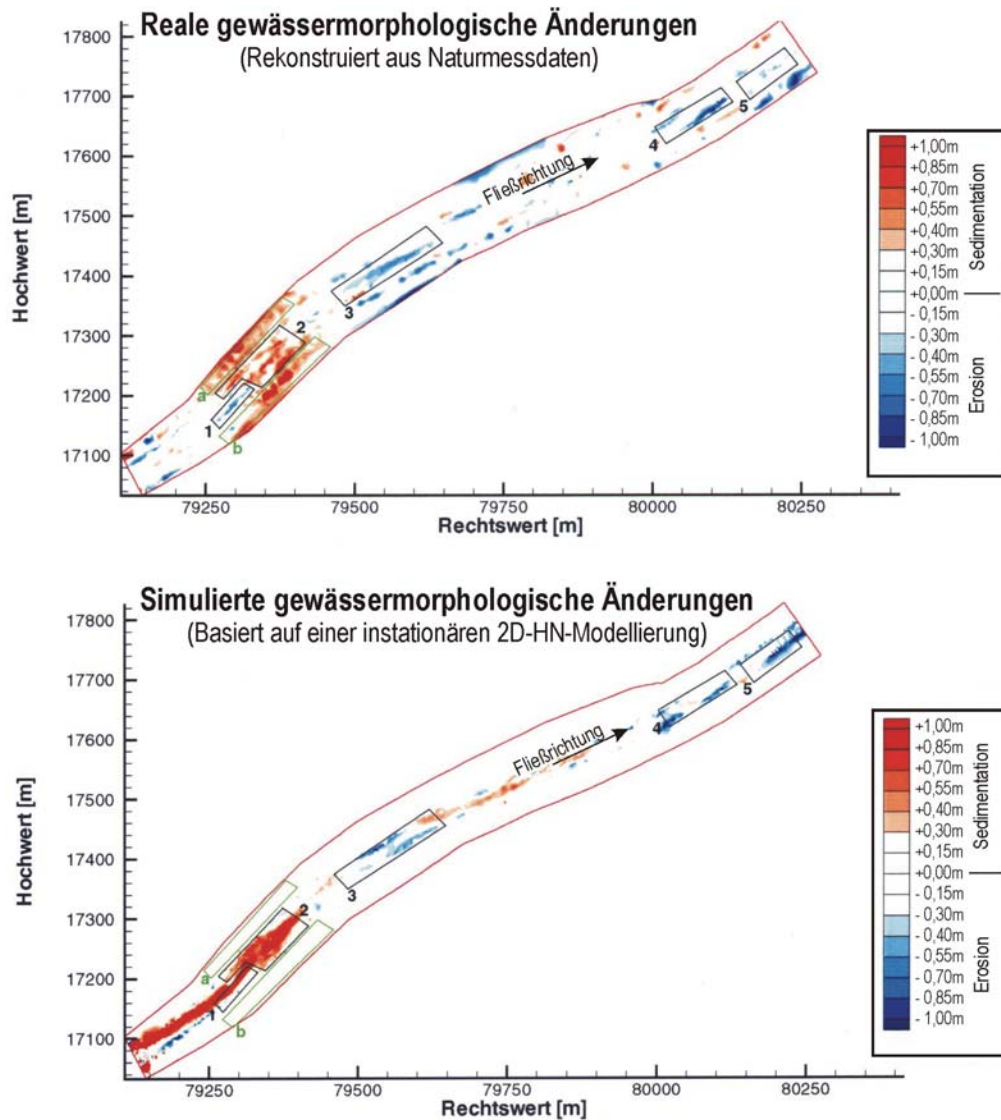 Reale gewässermorphologische Änderungen
(Rekonstruiert aus Naturmessdaten)
Hochwert [m]
17800
17700
17600
17500
17400
17300
17200
17100
79250
79500
79750
80000
80250
Rechtswert [m]
Fließrichtung
1
2
3
4
5
a
b
+1,00m
+0,85m
+0,70m
+0,55m
+0,40m
+0,30m
+0,15m
+0,00m
- 0,15m
- 0,30m
- 0,40m
- 0,55m
- 0,70m
- 0,85m
- 1,00m
Sedimentation
Erosion
Simulierte gewässermorphologische Änderungen
(Basiert auf einer instationären 2D-HN-Modellierung)
Hochwert [m]
17800
17700
17600
17500
17400
17300
17200
17100
79250
79500
79750
80000
80250
Rechtswert [m]
Fließrichtung
1
2
3
4
5
a
b
+1,00m
+0,85m
+0,70m
+0,55m
+0,40m
+0,30m
+0,15m
+0,00m
- 0,15m
- 0,30m
- 0,40m
- 0,55m
- 0,70m
- 0,85m
- 1,00m
Sedimentation
Erosion